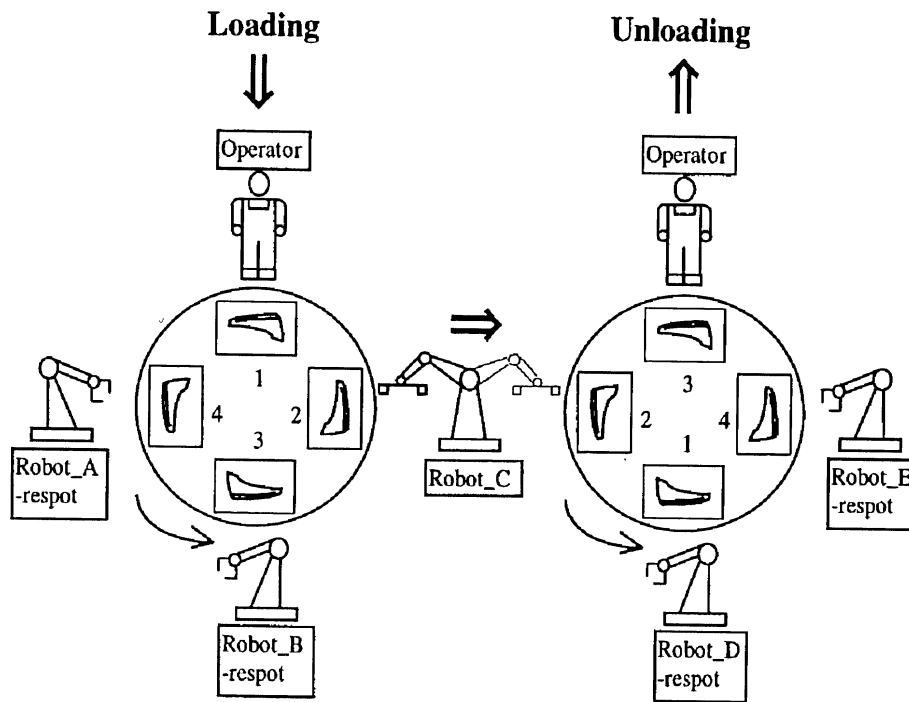 Loading
Unloading
Operator
Operator
1
3
4
2
2
4
3
1
Robot_A
-respot
Robot_C
Robot_E
-respot
Robot_B
-respot
Robot_D
-respot